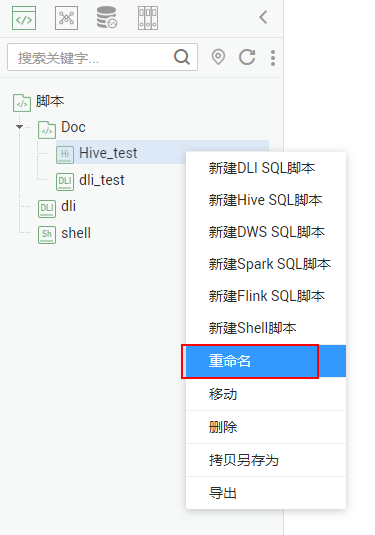 搜索关键字...
脚本
Doc
Hi Hive_test
DLI dli_test
DLI dli
Sh shell
新建DLI SQL脚本
新建Hive SQL脚本
新建DWS SQL脚本
新建Spark SQL脚本
新建Flink SQL脚本
新建Shell脚本
重命名
移动
删除
拷贝另存为
导出